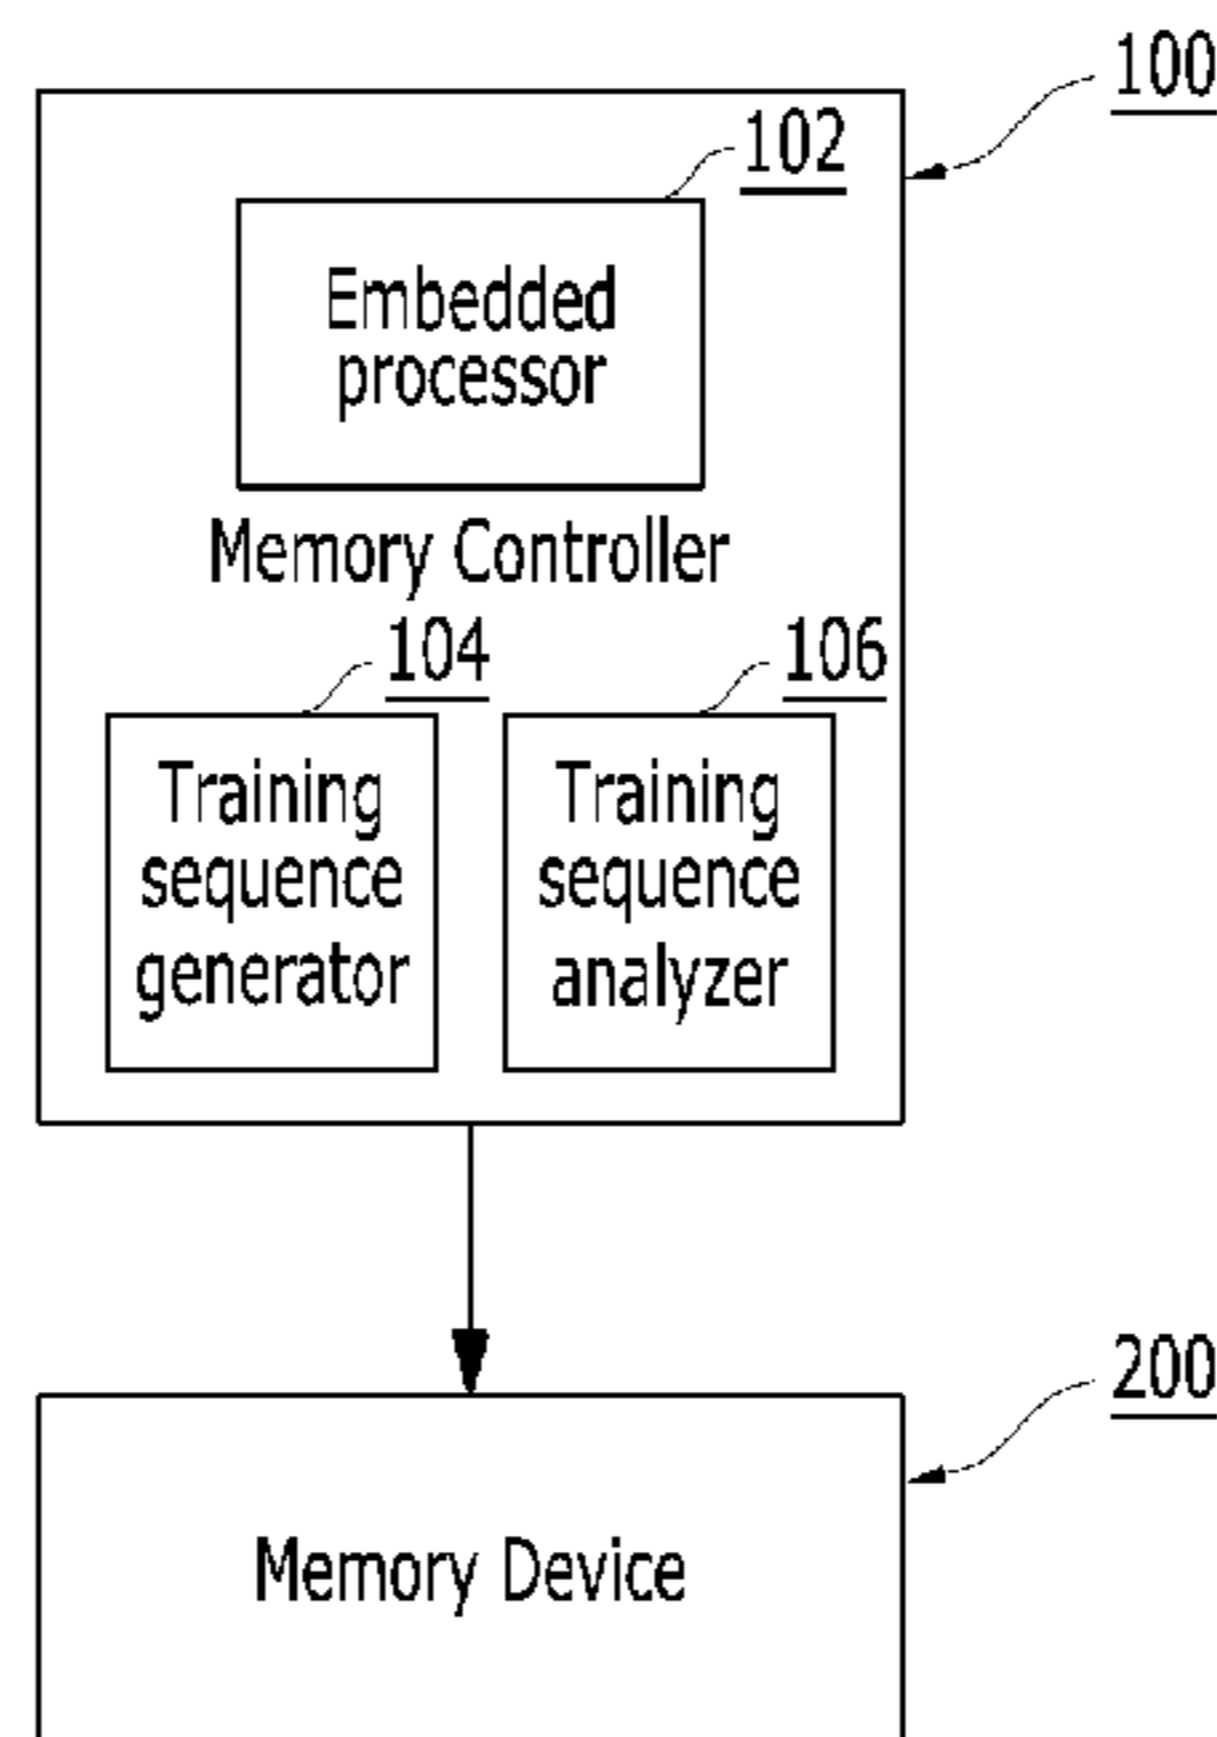 100
102
Embedded
processor
Memory Controller
104
106
Training
sequence
generator
Training
sequence
analyzer
200
Memory Device